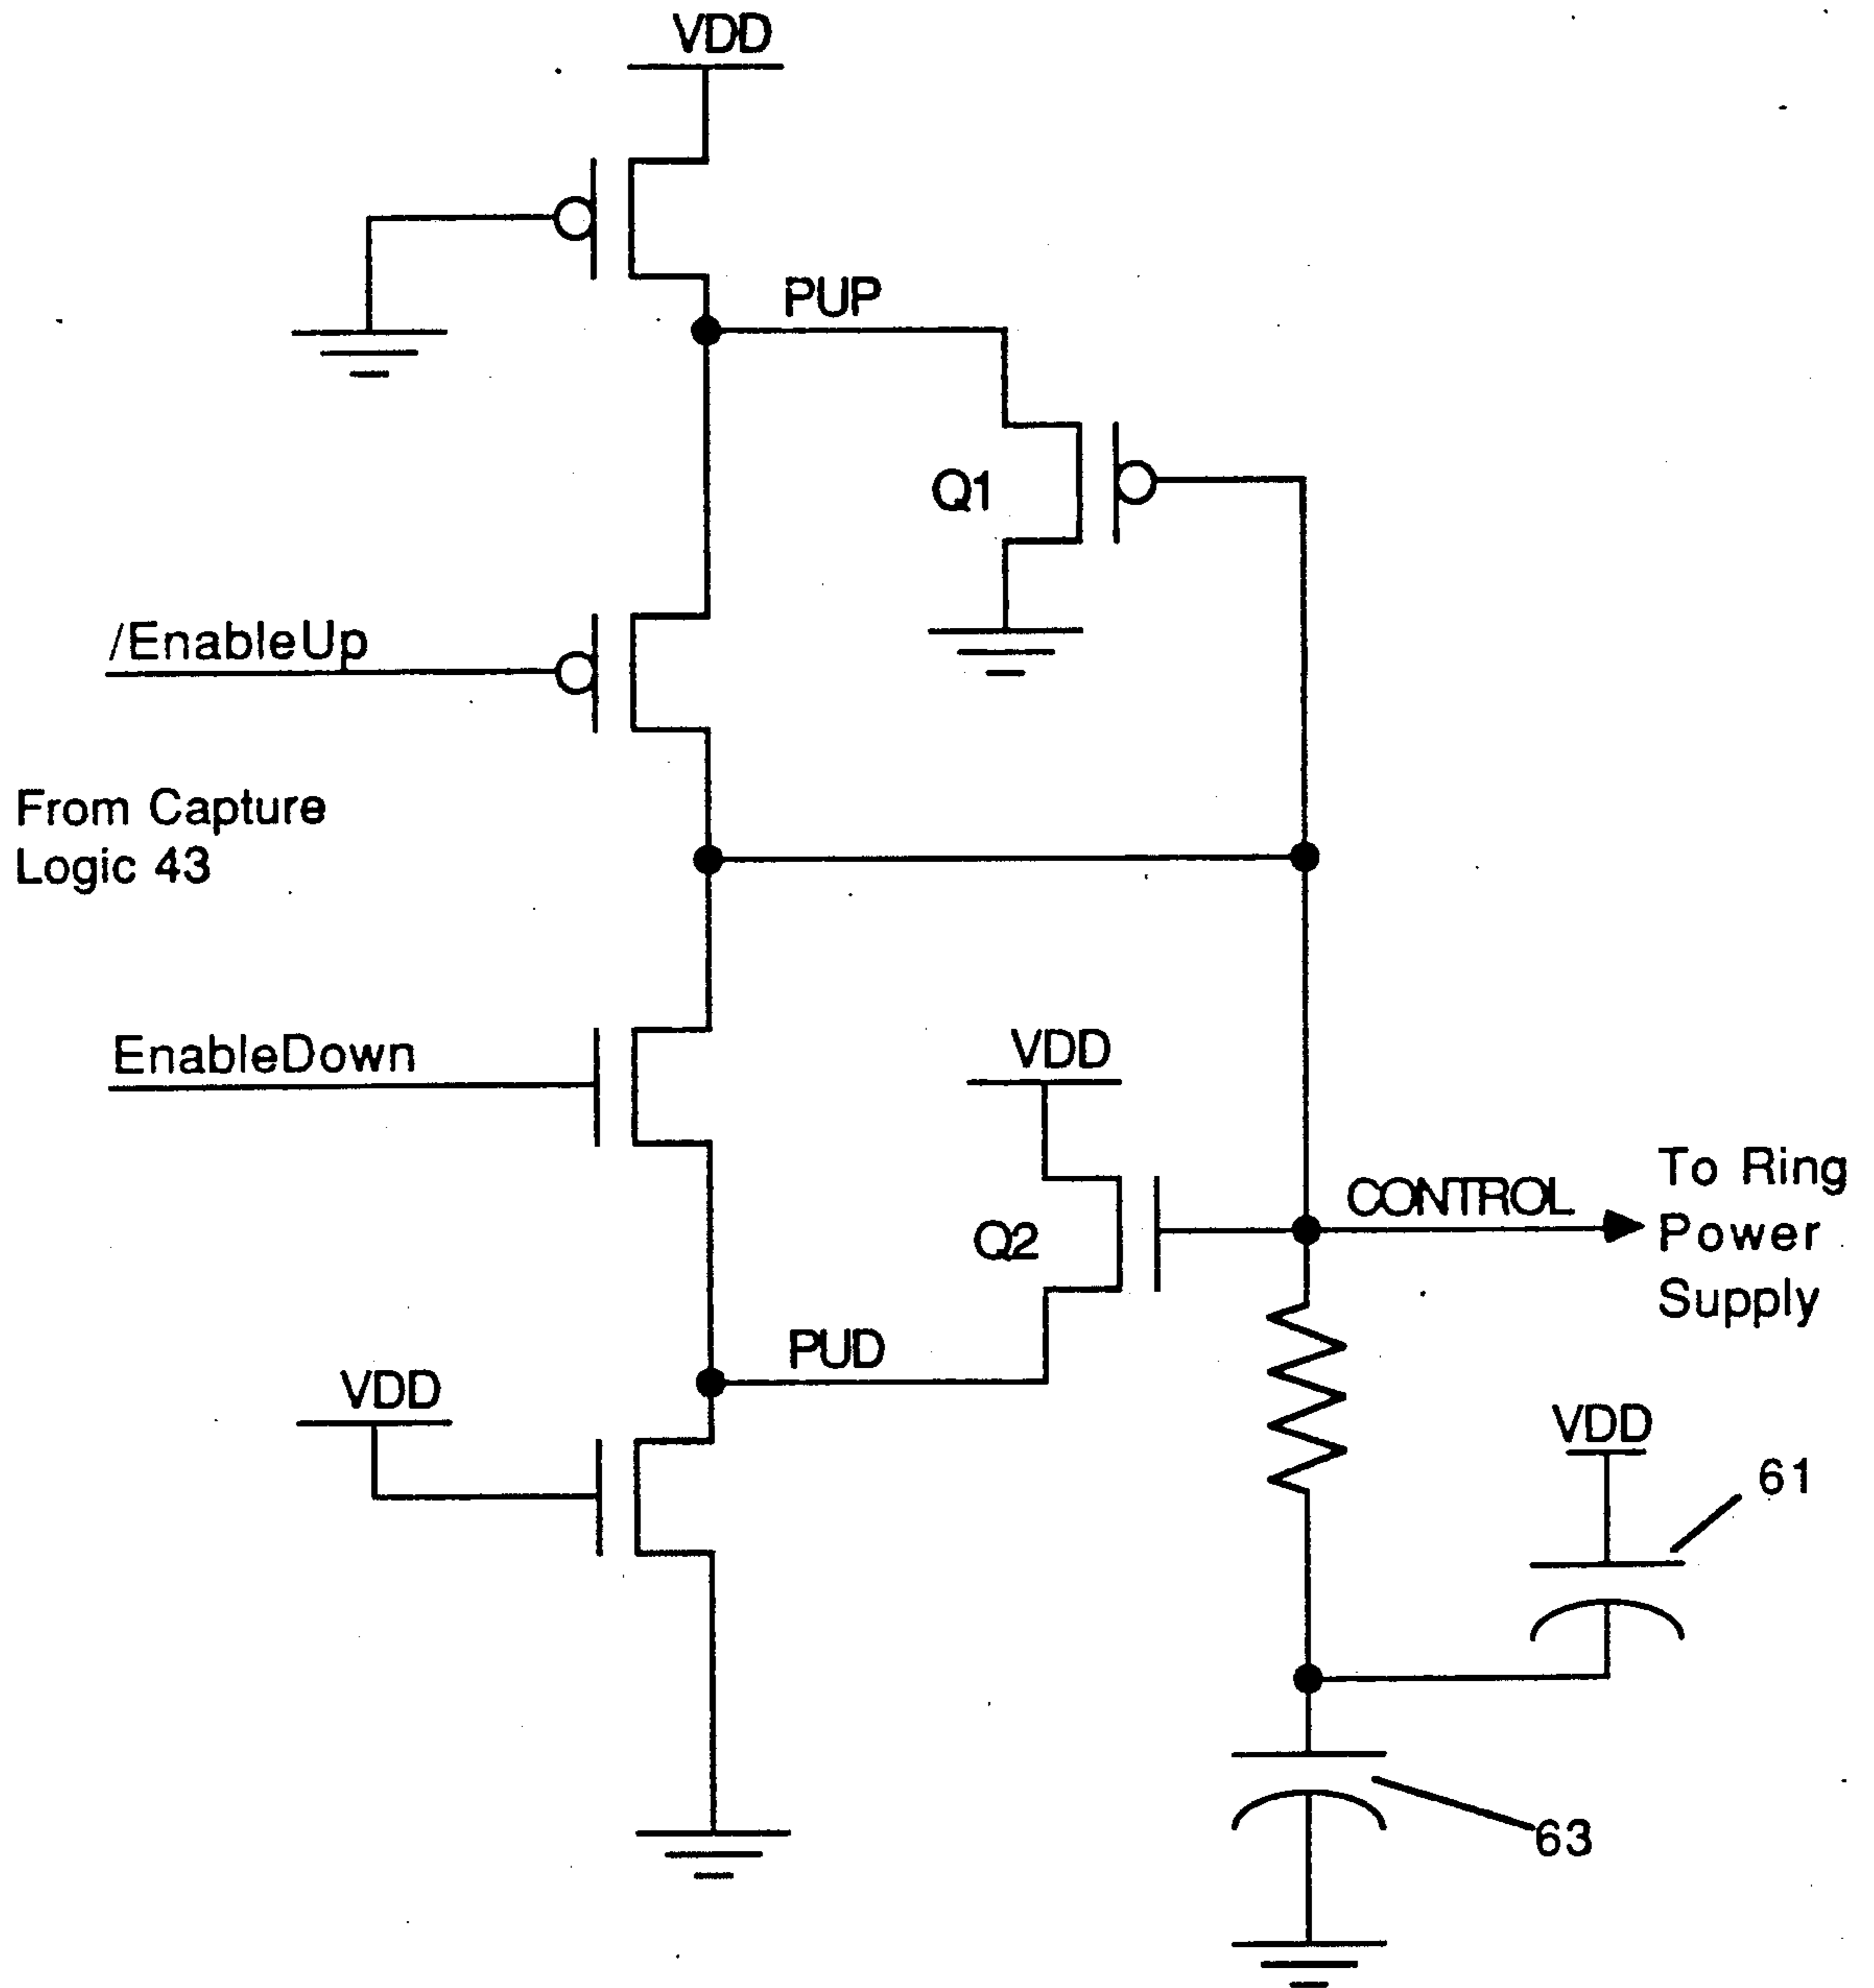 VDD
PUP
Q1
/EnableUp
From Capture
Logic 43
EnableDown
VDD
Q2
CONTROL
To Ring
Power
Supply
PUD
VDD
VDD
61
63